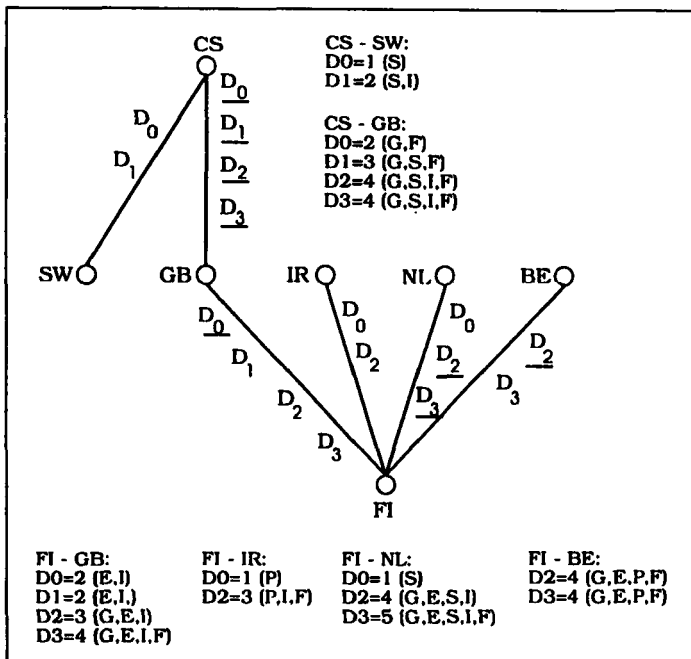 CS
CS - SW:
D0=1 (S)
D1=2 (S,I)
CS - GB:
D0=2 (G,F)
D1=3 (G,S,F)
D2=4 (G,S,I,F)
D3=4 (G,S,I,F)
D0
D1
D0
D1
D2
D3
SW
GB
IR
NL
BE
D0
D1
D2
D3
D0
D2
D0
D2
D3
D2
D3
FI
FI - GB:
D0=2 (E,I)
D1=2 (E,I,)
D2=3 (G,E,I)
D3=4 (G,E,I,F)
FI - IR:
D0=1 (P)
D2=3 (P,I,F)
FI - NL:
D0=1 (S)
D2=4 (G,E,S,I)
D3=5 (G,E,S,I,F)
FI - BE:
D2=4 (G,E,P,F)
D3=4 (G,E,P,F)